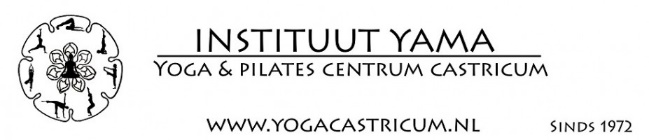 INSTITUUT YAMA
YOGA & PILATES CENTRUM CASTRICUM
WWW.YOGACASTRICUM.NL SINDS 1972